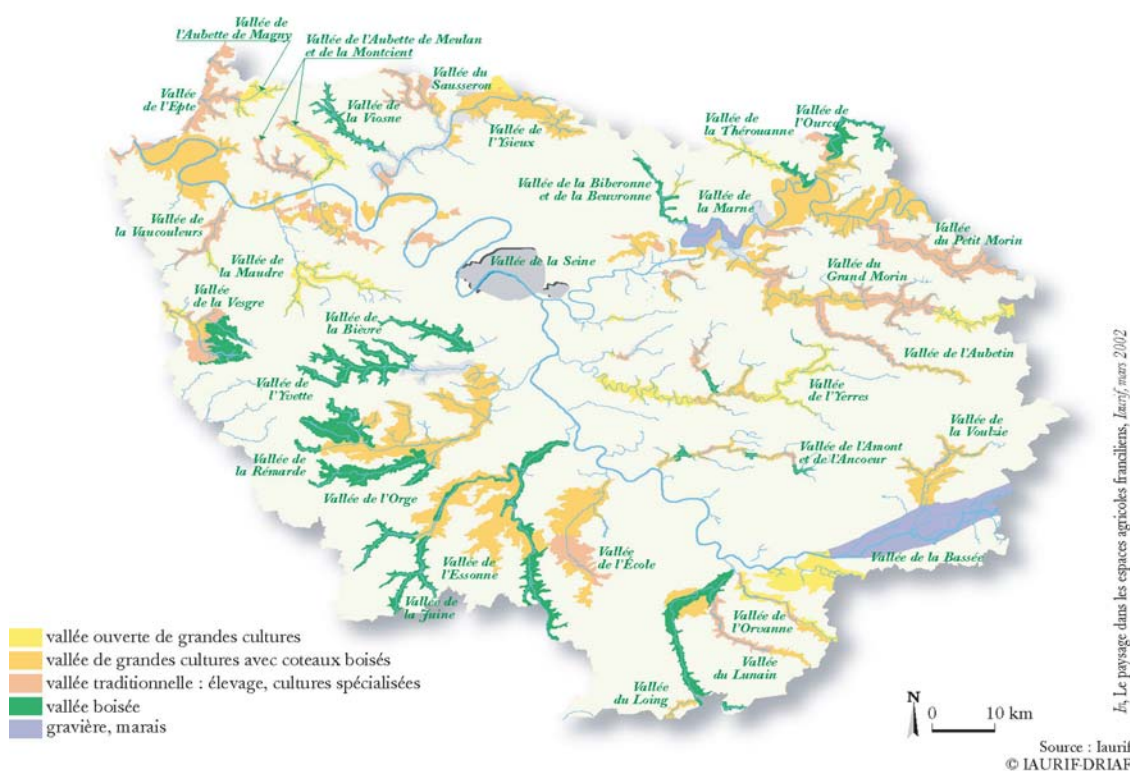 Vallée de
l'Aubette de Magny
Vallée de l'Aubette de Meulan
et de la Montcient
Vallée du
Sausseron
Vallée
de l'Epte
Vallée de
la Viosne
Vallée de
l'Ysieux
Vallée de
la Thérouanne
Vallée de
l'Ourcq
Vallée de la Biberonne
et de la Beuvronne
Vallée de
la Marne
Vallée de
la Vaucouleurs
Vallée
du Petit Morin
Vallée de
la Maudre
Vallée de la Seine
Vallée du
Grand Morin
Vallée
de la Vesgre
Vallée de
la Bièvre
Vallée de l'Aubetin
Vallée de
l'Yvette
Vallée
de l'Yerres
Vallée de
la Voulzie
Vallée de
la Rémarde
Vallée de l'Amont
et de l'Ancoeur
Vallée de l'Orge
Vallée de
l'Essonne
Vallée
de l'École
Vallée de la Bassée
Vallée de
la Juine
Vallée de
l'Orvanne
Vallée
du Lunain
Vallée
du Loing
vallée ouverte de grandes cultures
vallée de grandes cultures avec coteaux boisés
vallée traditionnelle : élevage, cultures spécialisées
vallée boisée
gravière, marais
N
0 10 km
In, Le paysage dans les espaces agricoles franciliens, Iaurif, mars 2002
Source : Iaurif
© IAURIF-DRIAF